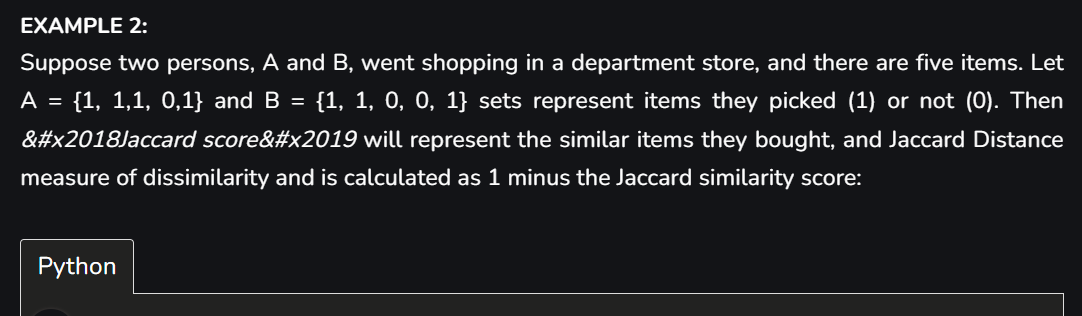 EXAMPLE 2:
Suppose two persons, A and B, went shopping in a department store, and there are five items. Let
A = {1, 1,1, 0,1} and B = {1, 1, 0, 0, 1} sets represent items they picked (1) or not (0). Then
&#x2018Jaccard score&#x2019 will represent the similar items they bought, and Jaccard Distance
measure of dissimilarity and is calculated as 1 minus the Jaccard similarity score:
Python